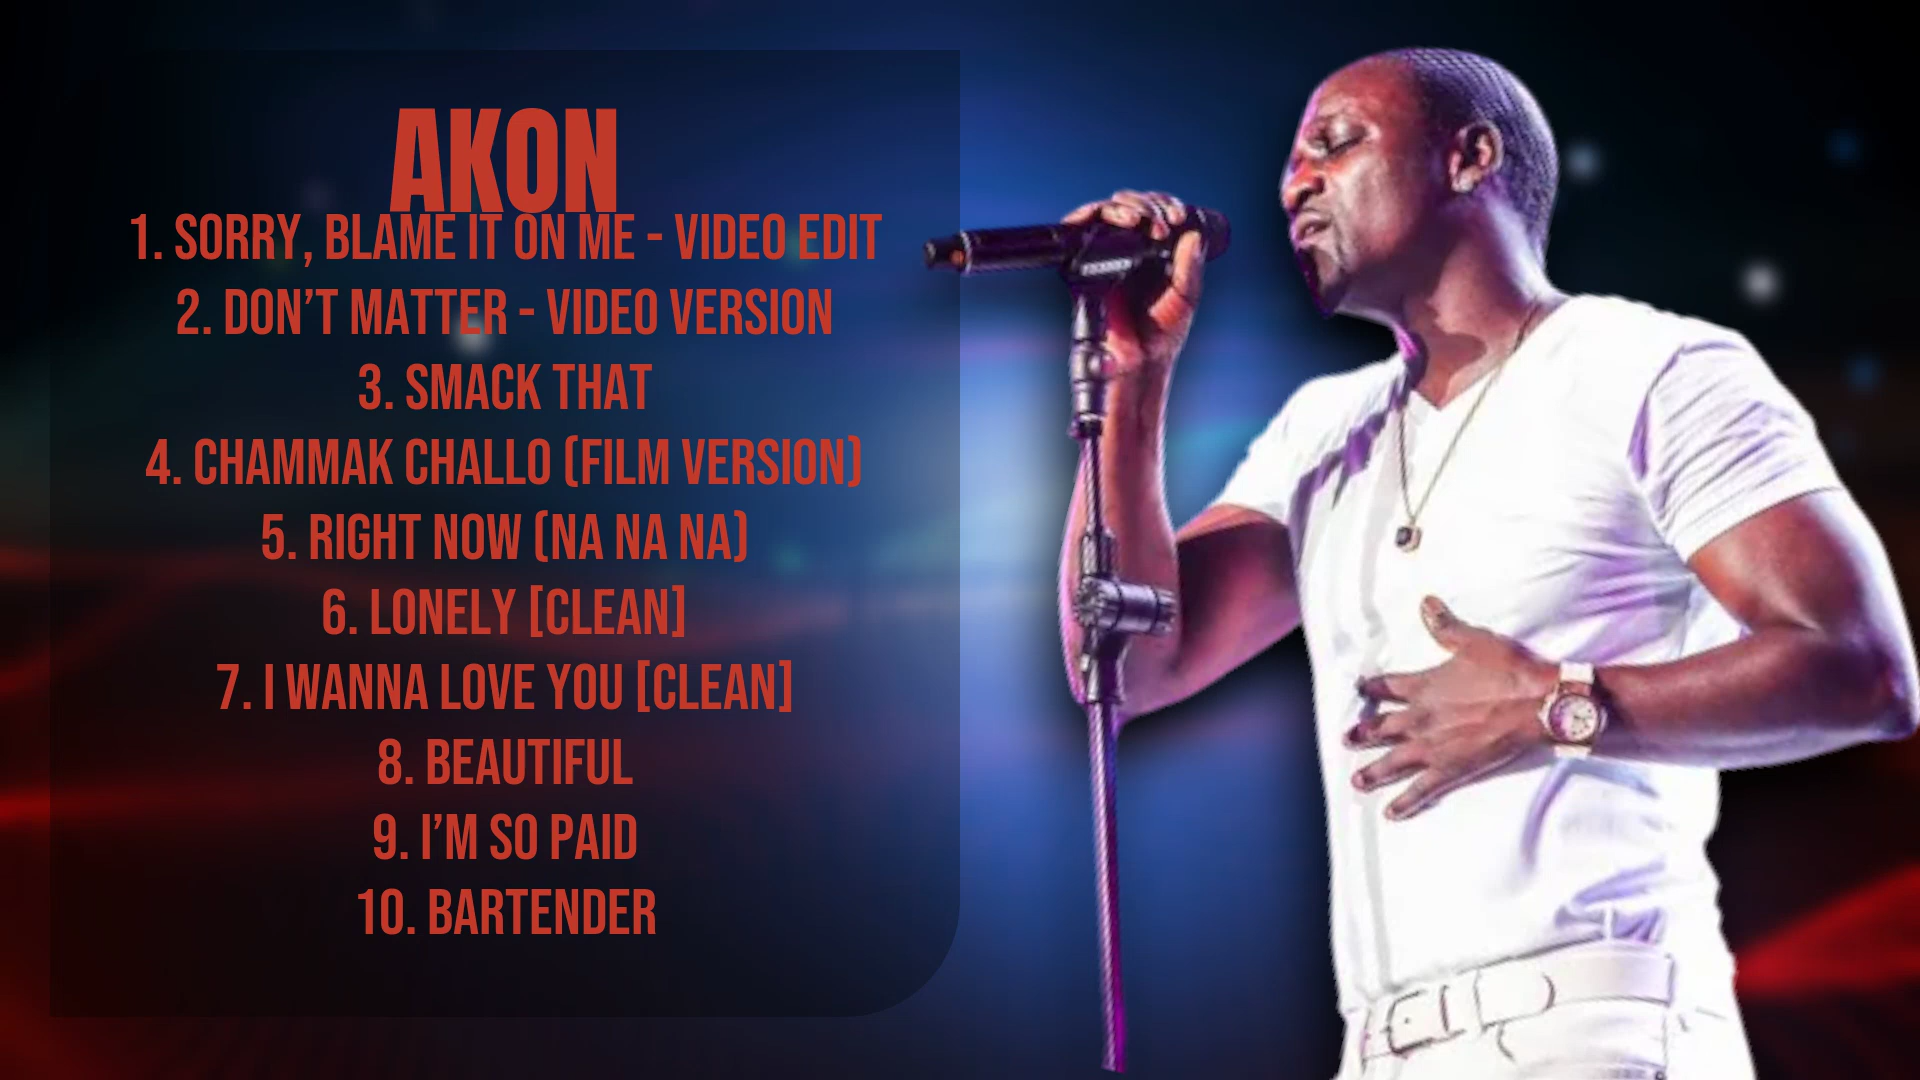 AKON
1. SORRY, BLAME IT ON ME - VIDEO EDIT
2. DON’T MATTER - VIDEO VERSION
3. SMACK THAT
4. CHAMMAK CHALLO (FILM VERSION)
5. RIGHT NOW (NA NA NA)
6. LONELY [CLEAN]
7. I WANNA LOVE YOU [CLEAN]
8. BEAUTIFUL
9. I’M SO PAID
10. BARTENDER